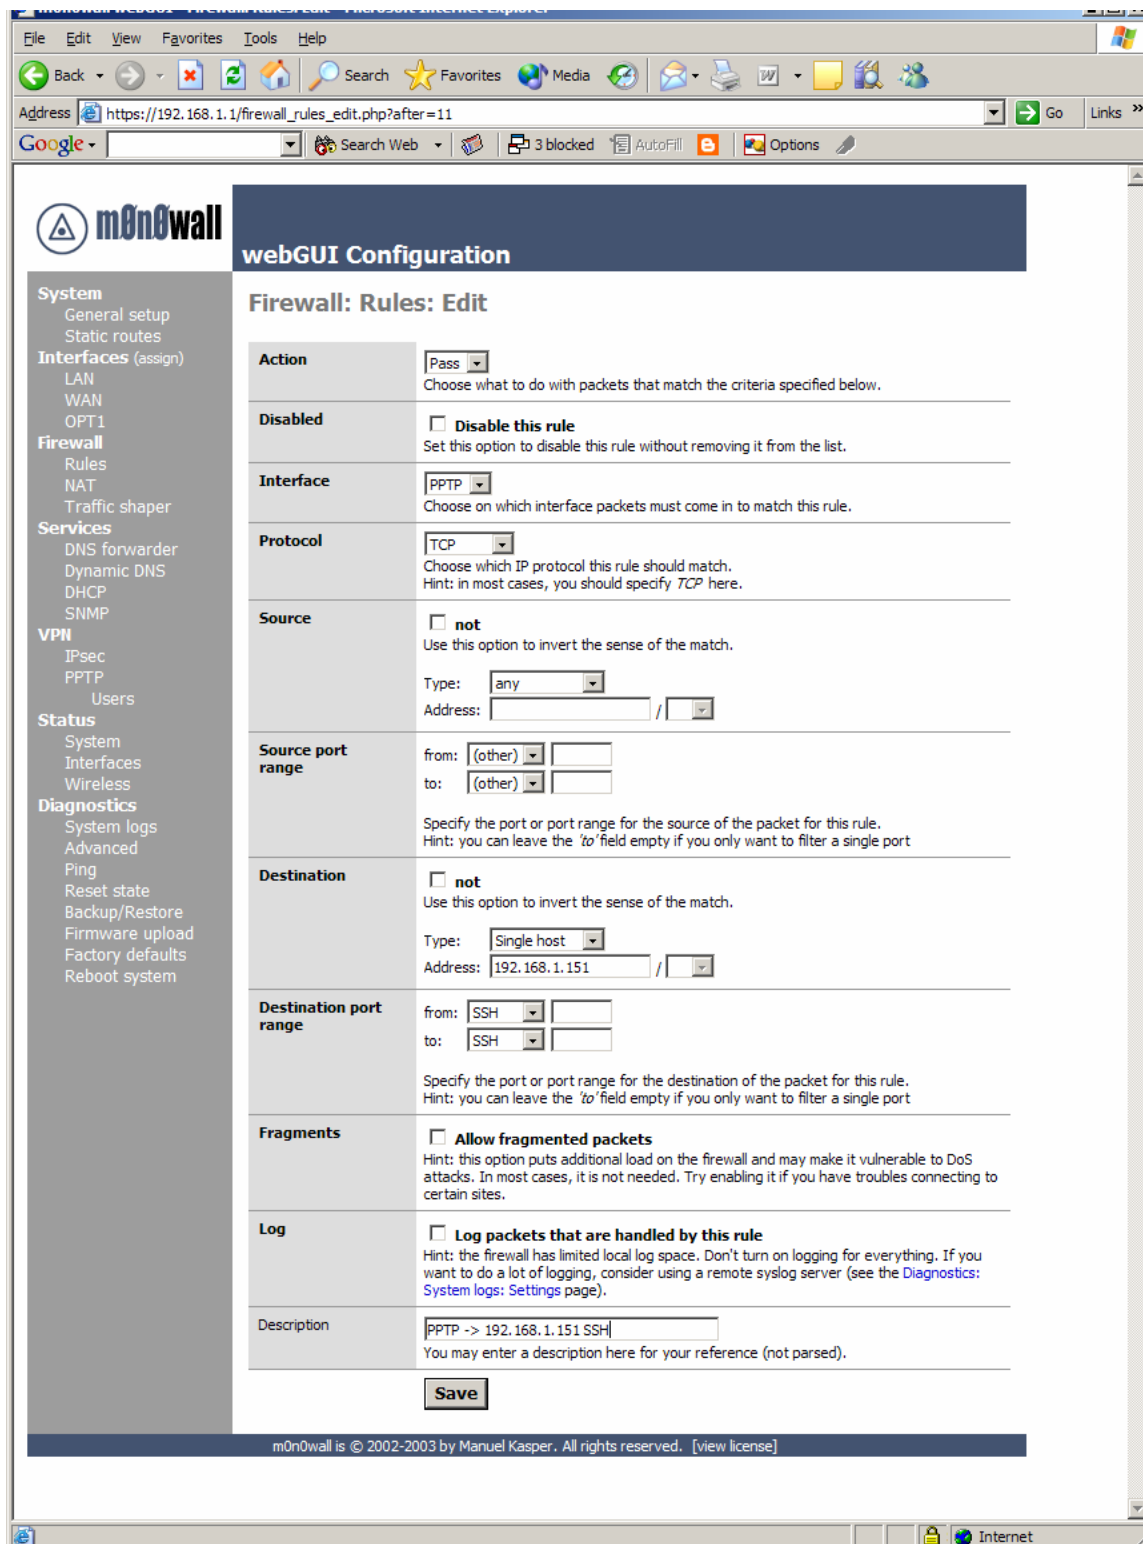 File Edit View Favorites Tools Help
Back Search Favorites Media
Address https://192.168.1.1/firewall_rules_edit.php?after=11 Go Links »
Google Search Web 3 blocked AutoFill Options
m0n0wall
webGUI Configuration
System
General setup
Static routes
Interfaces (assign)
LAN
WAN
OPT1
Firewall
Rules
NAT
Traffic shaper
Services
DNS forwarder
Dynamic DNS
DHCP
SNMP
VPN
IPsec
PPTP
Users
Status
System
Interfaces
Wireless
Diagnostics
System logs
Advanced
Ping
Reset state
Backup/Restore
Firmware upload
Factory defaults
Reboot system
Firewall: Rules: Edit
Action
Pass
Choose what to do with packets that match the criteria specified below.
Disabled
Disable this rule
Set this option to disable this rule without removing it from the list.
Interface
PPTP
Choose on which interface packets must come in to match this rule.
Protocol
TCP
Choose which IP protocol this rule should match.
Hint: in most cases, you should specify TCP here.
Source
not
Use this option to invert the sense of the match.
Type: any
Address: /
Source port
range
from: (other)
to: (other)
Specify the port or port range for the source of the packet for this rule.
Hint: you can leave the 'to' field empty if you only want to filter a single port
Destination
not
Use this option to invert the sense of the match.
Type: Single host
Address: 192.168.1.151 /
Destination port
range
from: SSH
to: SSH
Specify the port or port range for the destination of the packet for this rule.
Hint: you can leave the 'to' field empty if you only want to filter a single port
Fragments
Allow fragmented packets
Hint: this option puts additional load on the firewall and may make it vulnerable to DoS
attacks. In most cases, it is not needed. Try enabling it if you have troubles connecting to
certain sites.
Log
Log packets that are handled by this rule
Hint: the firewall has limited local log space. Don't turn on logging for everything. If you
want to do a lot of logging, consider using a remote syslog server (see the Diagnostics:
System logs: Settings page).
Description
PPTP -> 192.168.1.151 SSH
You may enter a description here for your reference (not parsed).
Save
m0n0wall is © 2002-2003 by Manuel Kasper. All rights reserved. [view license]
Internet